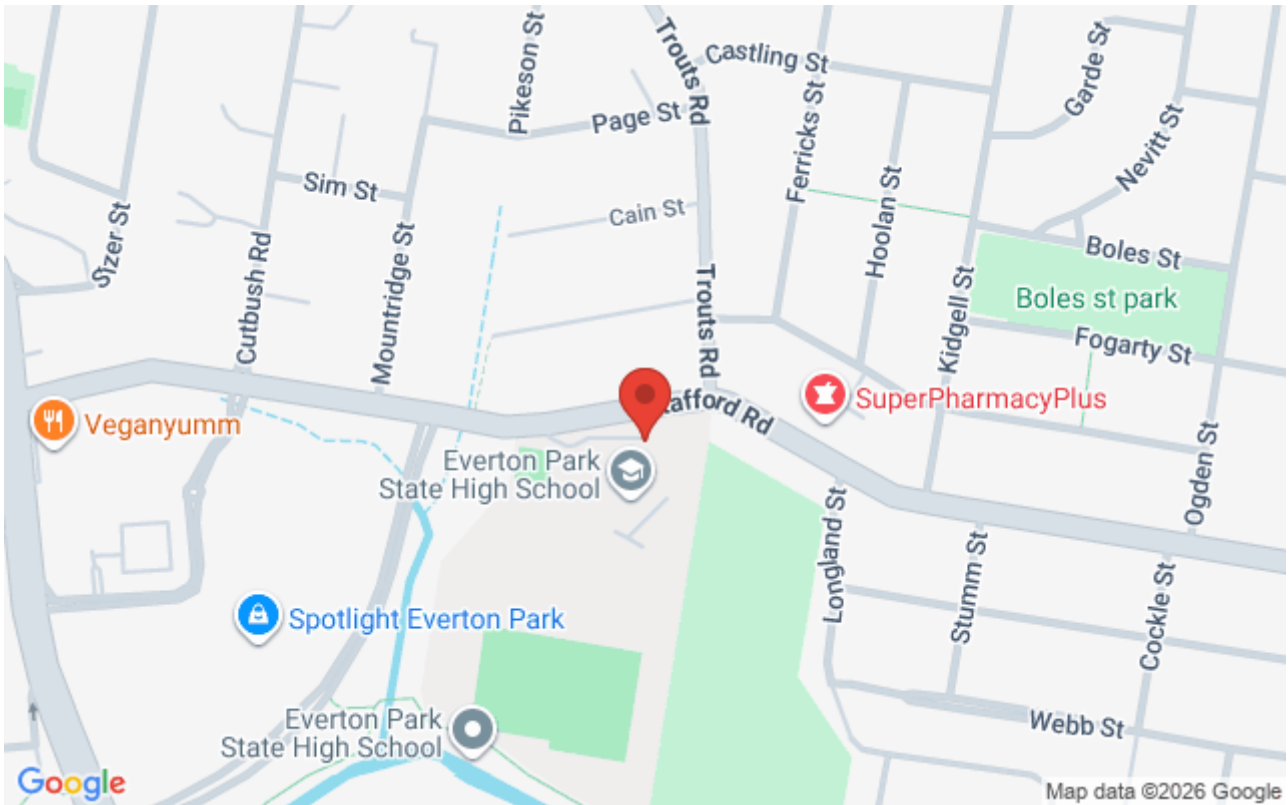 Pikeson St
Trouts Rd
Castling St
Garde St
Page St
Ferricks St
Nevitt St
Sim St
Cain St
Hoolan St
Sizer St
Cutbush Rd
Mountridge St
Trouts Rd
Kidgell St
Boles St
Boles st park
Fogarty St
Veganyumm
tafford Rd
SuperPharmacyPlus
Everton Park
State High School
Ogden St
Longland St
Stumm St
Cockle St
Spotlight Everton Park
Everton Park
State High School
Webb St
Google
Map data ©2026 Google